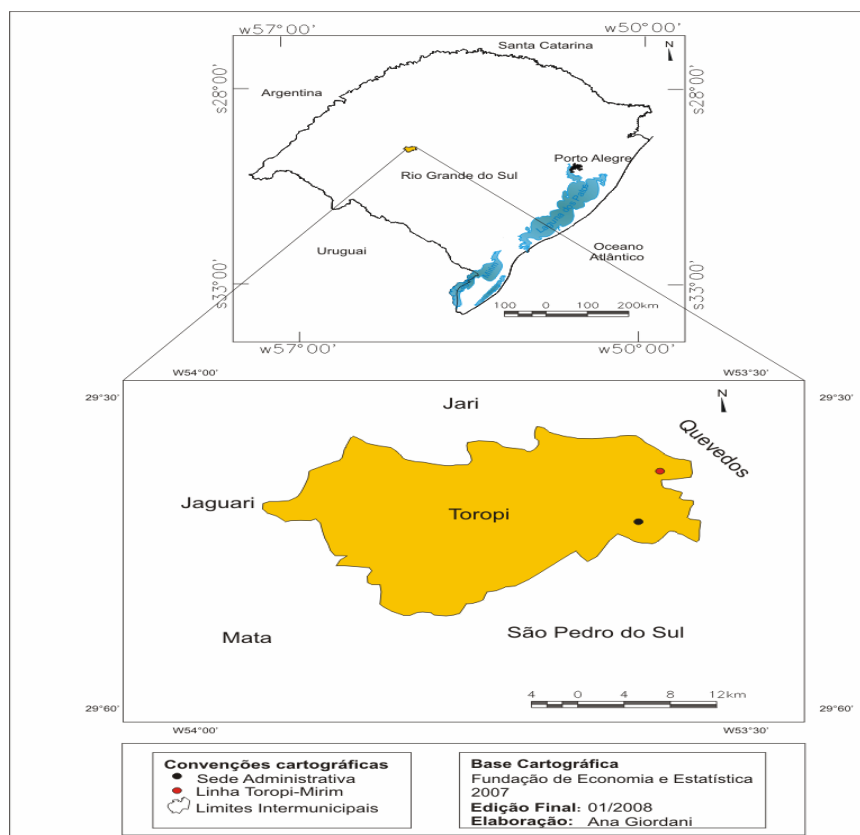 w57°00'
w50°00'
Santa Catarina
N
s28°00'
s28°00'
Argentina
Porto Alegre
Rio Grande do Sul
Uruguai
Oceano
Atlântico
s33°00'
s33°00'
100 0 100 200km
w57°00'
w50°00'
W54°00'
W53°30'
29°30'
29°30'
Jari
N
Quevedos
Jaguari
Toropi
Mata
São Pedro do Sul
4 0 4 8 12km
29°60'
29°60'
W54°00'
W53°30'
Convenções cartográficas
Sede Administrativa
Linha Toropi-Mirim
Limites Intermunicipais
Base Cartográfica
Fundação de Economia e Estatística
2007
Edição Final: 01/2008
Elaboração: Ana Giordani